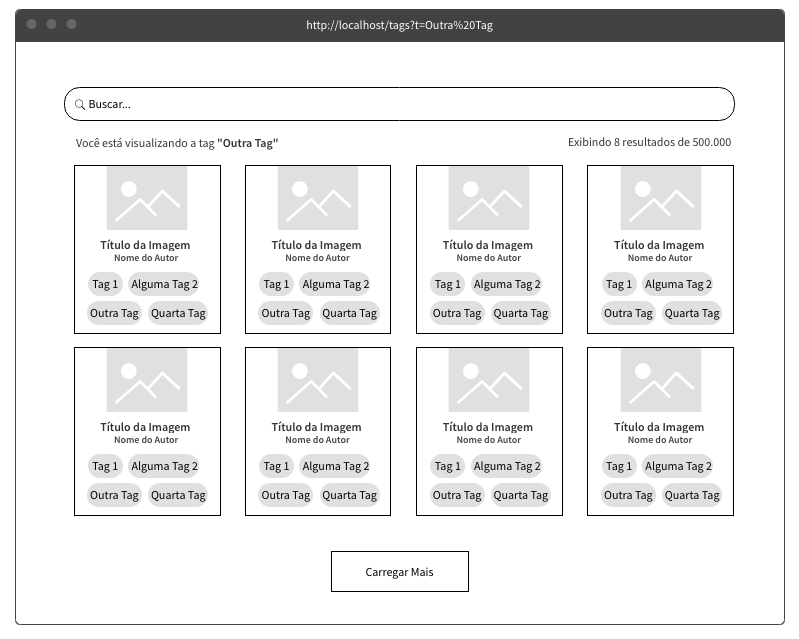 http://localhost/tags?t=Outra%20Tag
Buscar...
Você está visualizando a tag "Outra Tag"
Exibindo 8 resultados de 500.000
Título da Imagem
Nome do Autor
Tag 1
Alguma Tag 2
Outra Tag
Quarta Tag
Título da Imagem
Nome do Autor
Tag 1
Alguma Tag 2
Outra Tag
Quarta Tag
Título da Imagem
Nome do Autor
Tag 1
Alguma Tag 2
Outra Tag
Quarta Tag
Título da Imagem
Nome do Autor
Tag 1
Alguma Tag 2
Outra Tag
Quarta Tag
Título da Imagem
Nome do Autor
Tag 1
Alguma Tag 2
Outra Tag
Quarta Tag
Título da Imagem
Nome do Autor
Tag 1
Alguma Tag 2
Outra Tag
Quarta Tag
Título da Imagem
Nome do Autor
Tag 1
Alguma Tag 2
Outra Tag
Quarta Tag
Título da Imagem
Nome do Autor
Tag 1
Alguma Tag 2
Outra Tag
Quarta Tag
Carregar Mais